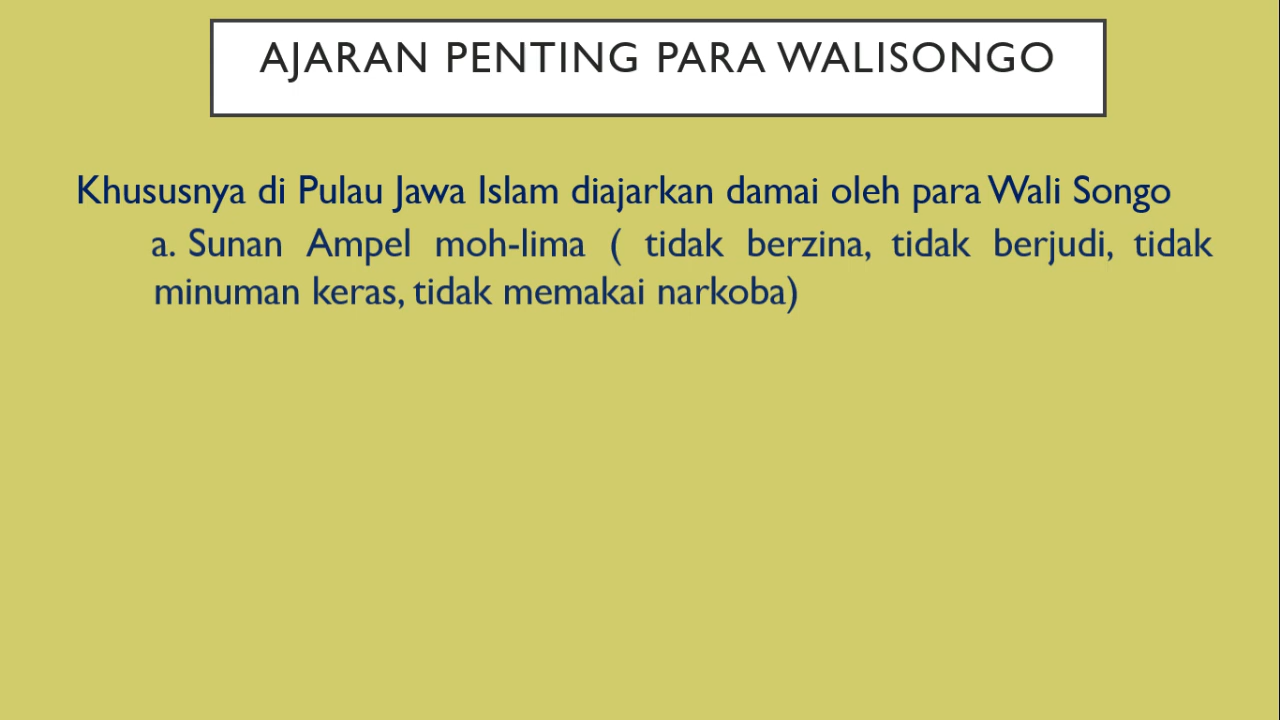 AJARAN PENTING PARA WALISONGO
Khususnya di Pulau Jawa Islam diajarkan damai oleh para Wali Songo
a. Sunan Ampel moh-lima ( tidak berzina, tidak berjudi, tidak
minuman keras, tidak memakai narkoba)